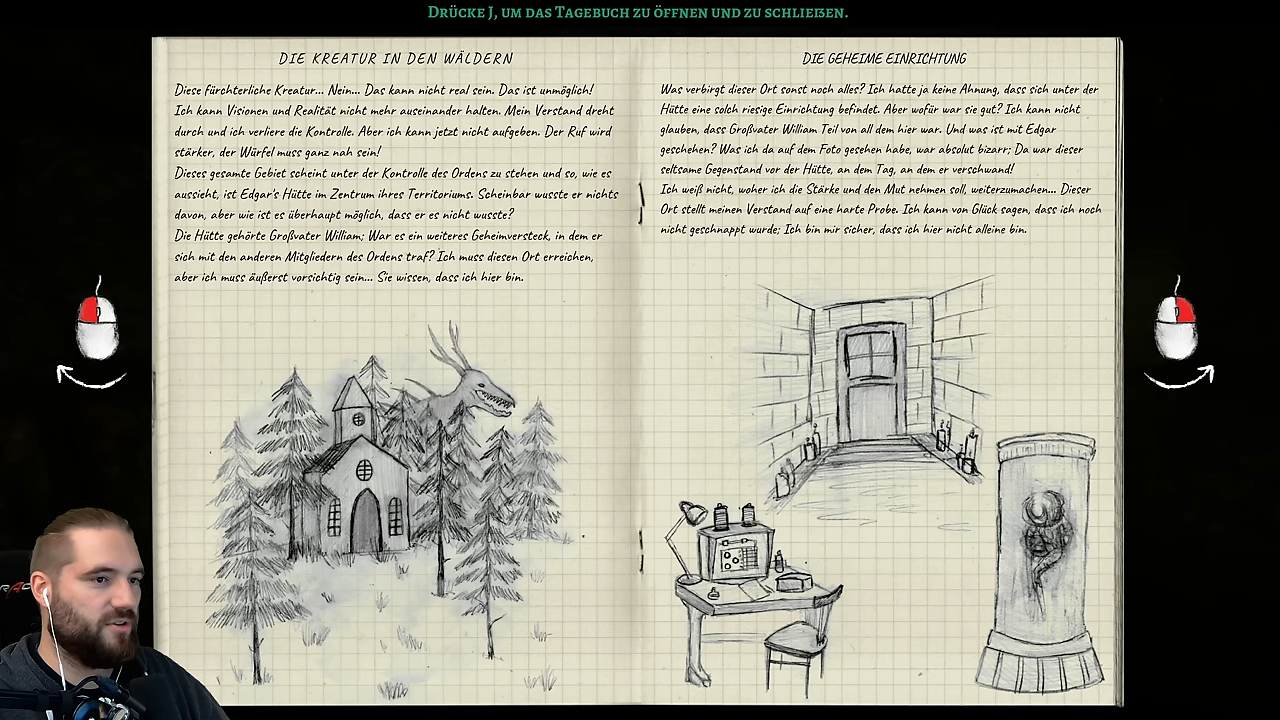 Drücke J, um das Tagebuch zu öffnen und zu schließen.
DIE KREATUR IN DEN WÄLDERN
Diese fürchterliche Kreatur... Nein... Das kann nicht real sein. Das ist unmöglich!
Ich kann Visionen und Realität nicht mehr auseinander halten. Mein Verstand dreht
durch und ich verliere die Kontrolle. Aber ich kann jetzt nicht aufgeben. Der Ruf wird
stärker, der Würfel muss ganz nah sein!
Dieses gesamte Gebiet scheint unter der Kontrolle des Ordens zu stehen und so, wie es
aussieht, ist Edgar's Hütte im Zentrum ihres Territoriums. Scheinbar wusste er nichts
davon, aber wie ist es überhaupt möglich, dass er es nicht wusste?
Die Hütte gehörte Großvater William; War es ein weiteres Geheimversteck, in dem er
sich mit den anderen Mitgliedern des Ordens traf? Ich muss diesen Ort erreichen,
aber ich muss äußerst vorsichtig sein... Sie wissen, dass ich hier bin.
DIE GEHEIME EINRICHTUNG
Was verbirgt dieser Ort sonst noch alles? Ich hatte ja keine Ahnung, dass sich unter der
Hütte eine solch riesige Einrichtung befindet. Aber wofür war sie gut? Ich kann nicht
glauben, dass Großvater William Teil von all dem hier war. Und was ist mit Edgar
geschehen? Was ich da auf dem Foto gesehen habe, war absolut bizarr; Da war dieser
seltsame Gegenstand vor der Hütte, an dem Tag, an dem er verschwand!
Ich weiß nicht, woher ich die Stärke und den Mut nehmen soll, weiterzumachen... Dieser
Ort stellt meinen Verstand auf eine harte Probe. Ich kann von Glück sagen, dass ich noch
nicht geschnappt wurde; Ich bin mir sicher, dass ich hier nicht alleine bin.